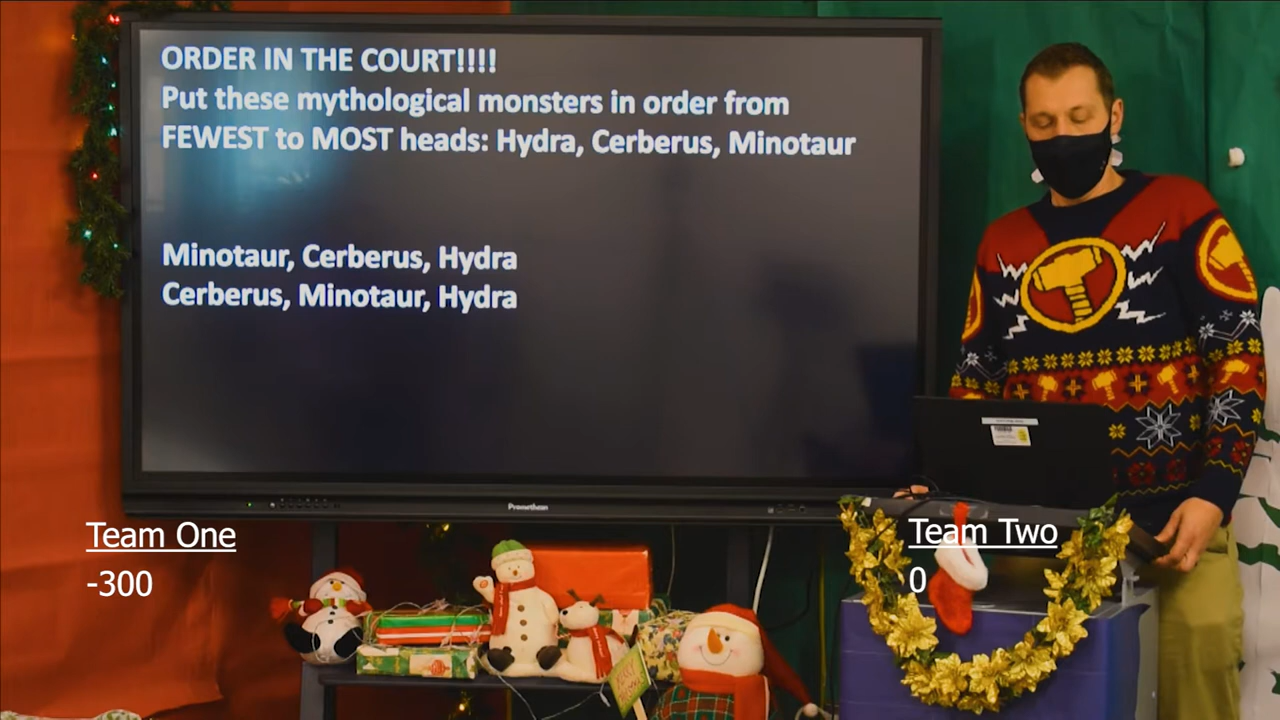 ORDER IN THE COURT!!!!
Put these mythological monsters in order from
FEWEST to MOST heads: Hydra, Cerberus, Minotaur
Minotaur, Cerberus, Hydra
Cerberus, Minotaur, Hydra
Promethean
Team One
-300
Team Two
0